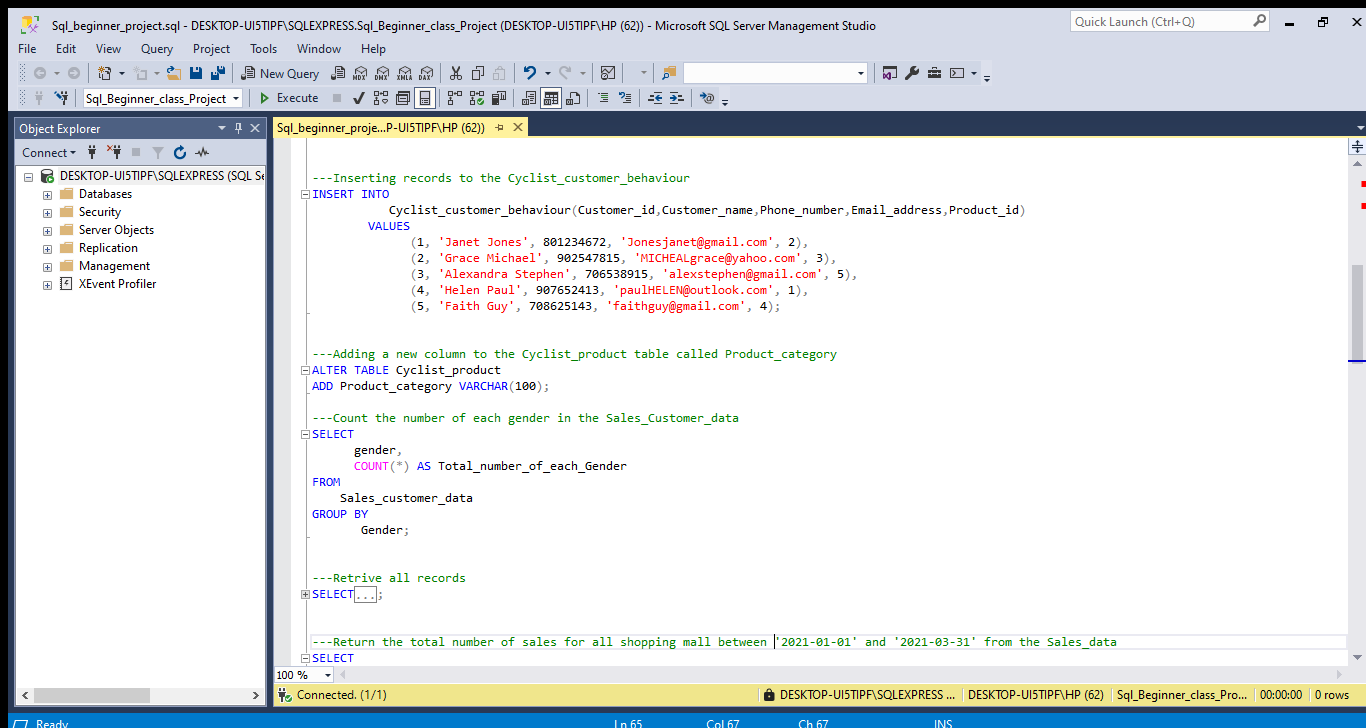 Sql_beginner_project.sql - DESKTOP-UI5TIPF\SQLEXPRESS.Sql_Beginner_class_Project (DESKTOP-UI5TIPF\HP (62)) - Microsoft SQL Server Management Studio
Quick Launch (Ctrl+Q)
File Edit View Query Project Tools Window Help
New Query MDX DMX XMLA DAX
Sql_Beginner_class_Project Execute
Object Explorer
Sql_beginner_proje...P-UI5TIPF\HP (62))
Connect
DESKTOP-UI5TIPF\SQLEXPRESS (SQL Se
Databases
Security
Server Objects
Replication
Management
XEvent Profiler
---Inserting records to the Cyclist_customer_behaviour
INSERT INTO
Cyclist_customer_behaviour(Customer_id,Customer_name,Phone_number,Email_address,Product_id)
VALUES
(1, 'Janet Jones', 801234672, 'Jonesjanet@gmail.com', 2),
(2, 'Grace Michael', 902547815, 'MICHEALgrace@yahoo.com', 3),
(3, 'Alexandra Stephen', 706538915, 'alexstephen@gmail.com', 5),
(4, 'Helen Paul', 907652413, 'paulHELEN@outlook.com', 1),
(5, 'Faith Guy', 708625143, 'faithguy@gmail.com', 4);
---Adding a new column to the Cyclist_product table called Product_category
ALTER TABLE Cyclist_product
ADD Product_category VARCHAR(100);
---Count the number of each gender in the Sales_Customer_data
SELECT
gender,
COUNT(*) AS Total_number_of_each_Gender
FROM
Sales_customer_data
GROUP BY
Gender;
---Retrive all records
SELECT...;
---Return the total number of sales for all shopping mall between '2021-01-01' and '2021-03-31' from the Sales_data
SELECT
100 %
Connected. (1/1)
DESKTOP-UI5TIPF\SQLEXPRESS ... DESKTOP-UI5TIPF\HP (62) Sql_Beginner_class_Pro... 00:00:00 0 rows
Ready Ln 65 Col 67 Ch 67 INS